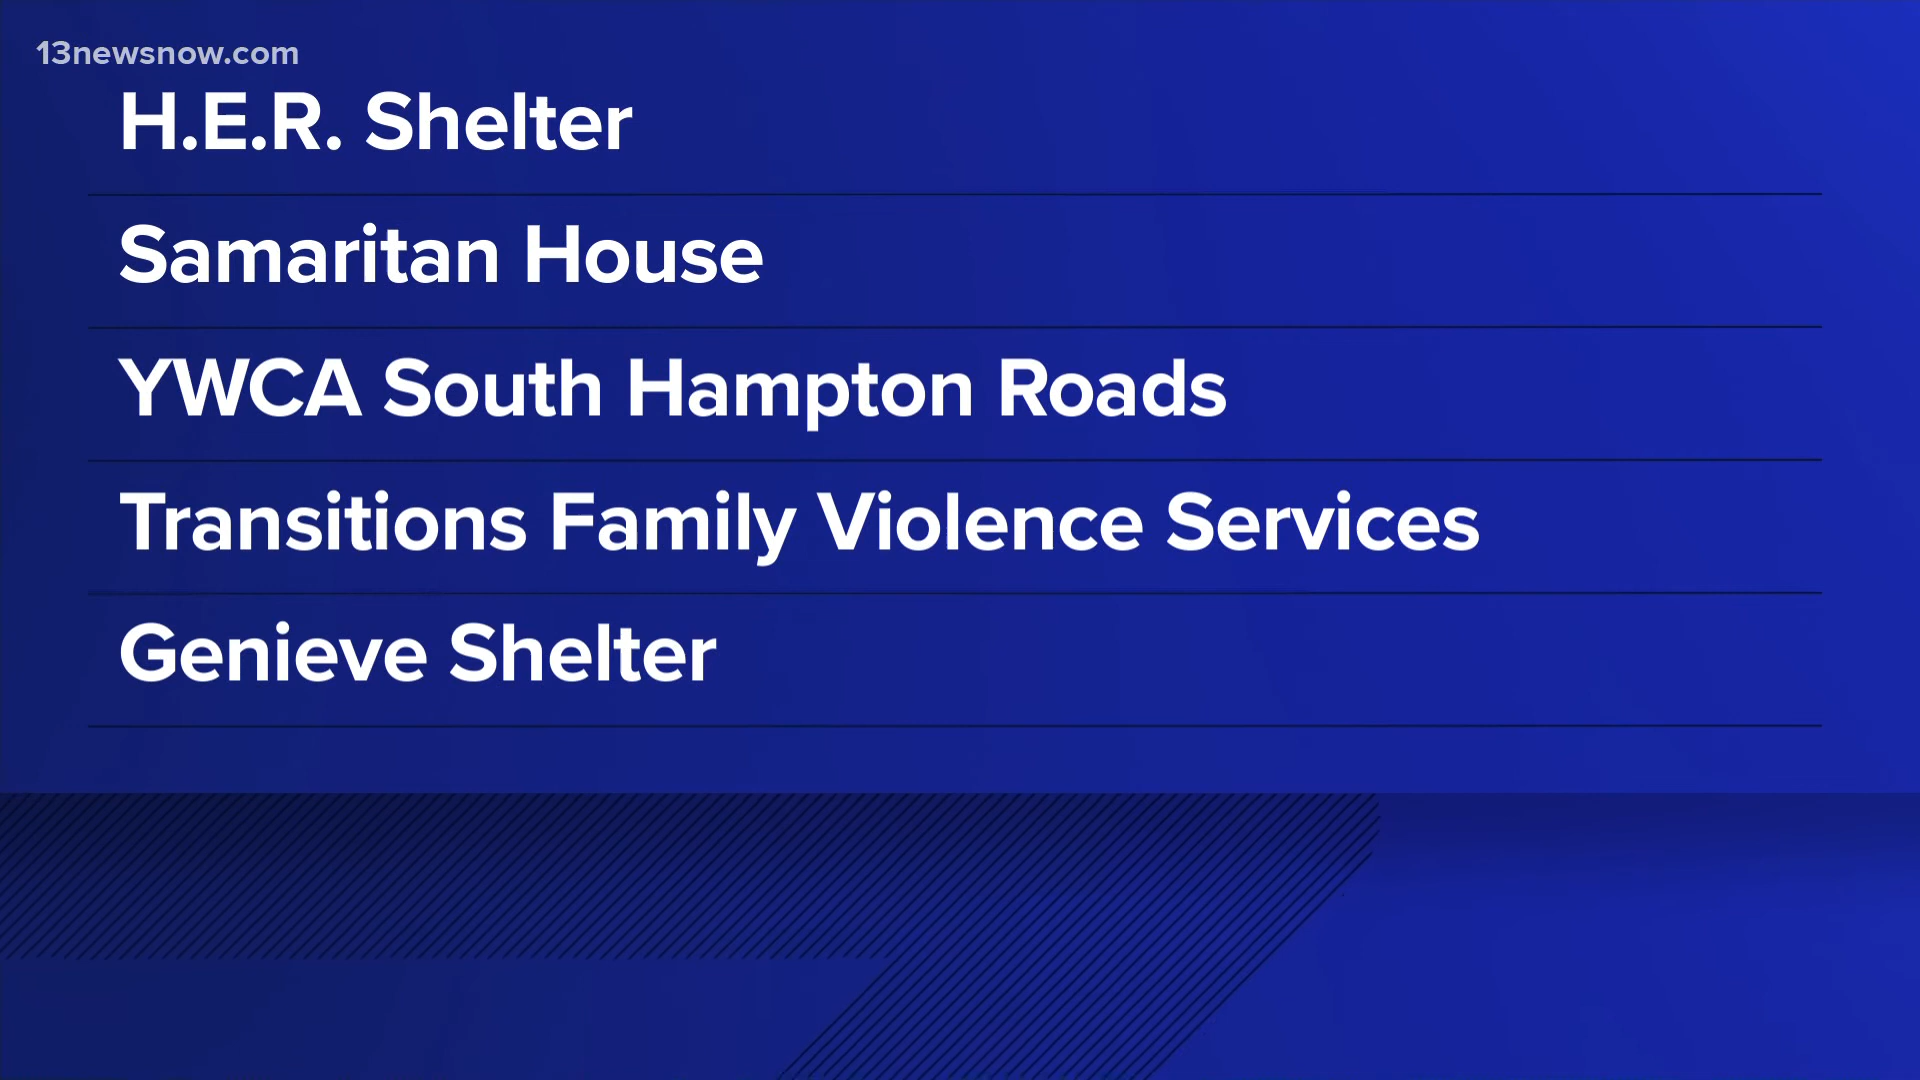 13newsnow.com
H.E.R. Shelter
Samaritan House
YWCA South Hampton Roads
Transitions Family Violence Services
Genieve Shelter